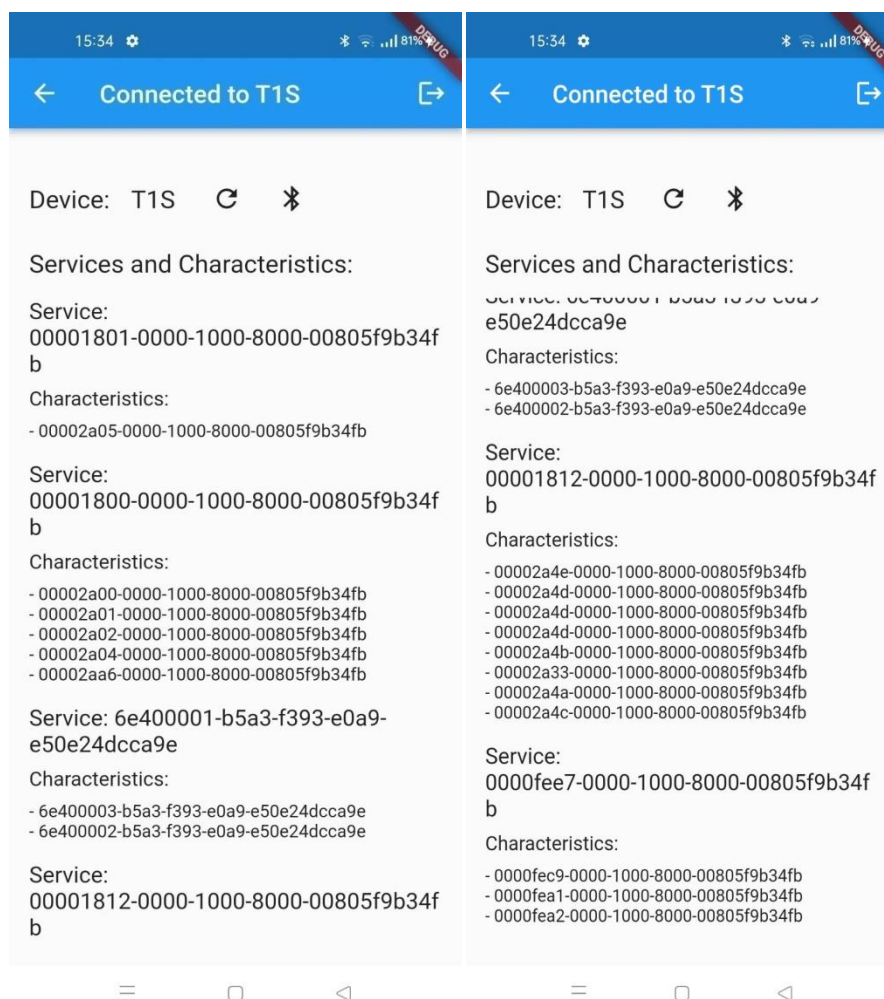 15:34
81%
DEBUG
Connected to T1S
Device: T1S
Services and Characteristics:
Service:
00001801-0000-1000-8000-00805f9b34f
b
Characteristics:
- 00002a05-0000-1000-8000-00805f9b34fb
Service:
00001800-0000-1000-8000-00805f9b34f
b
Characteristics:
- 00002a00-0000-1000-8000-00805f9b34fb
- 00002a01-0000-1000-8000-00805f9b34fb
- 00002a02-0000-1000-8000-00805f9b34fb
- 00002a04-0000-1000-8000-00805f9b34fb
- 00002aa6-0000-1000-8000-00805f9b34fb
Service: 6e400001-b5a3-f393-e0a9-
e50e24dcca9e
Characteristics:
- 6e400003-b5a3-f393-e0a9-e50e24dcca9e
- 6e400002-b5a3-f393-e0a9-e50e24dcca9e
Service:
00001812-0000-1000-8000-00805f9b34f
b
15:34
81%
DEBUG
Connected to T1S
Device: T1S
Services and Characteristics:
Service: 6e400001-b5a3-f393-e0a9-
e50e24dcca9e
Characteristics:
- 6e400003-b5a3-f393-e0a9-e50e24dcca9e
- 6e400002-b5a3-f393-e0a9-e50e24dcca9e
Service:
00001812-0000-1000-8000-00805f9b34f
b
Characteristics:
- 00002a4e-0000-1000-8000-00805f9b34fb
- 00002a4d-0000-1000-8000-00805f9b34fb
- 00002a4d-0000-1000-8000-00805f9b34fb
- 00002a4d-0000-1000-8000-00805f9b34fb
- 00002a4b-0000-1000-8000-00805f9b34fb
- 00002a33-0000-1000-8000-00805f9b34fb
- 00002a4a-0000-1000-8000-00805f9b34fb
- 00002a4c-0000-1000-8000-00805f9b34fb
Service:
0000fee7-0000-1000-8000-00805f9b34f
b
Characteristics:
- 0000fec9-0000-1000-8000-00805f9b34fb
- 0000fea1-0000-1000-8000-00805f9b34fb
- 0000fea2-0000-1000-8000-00805f9b34fb